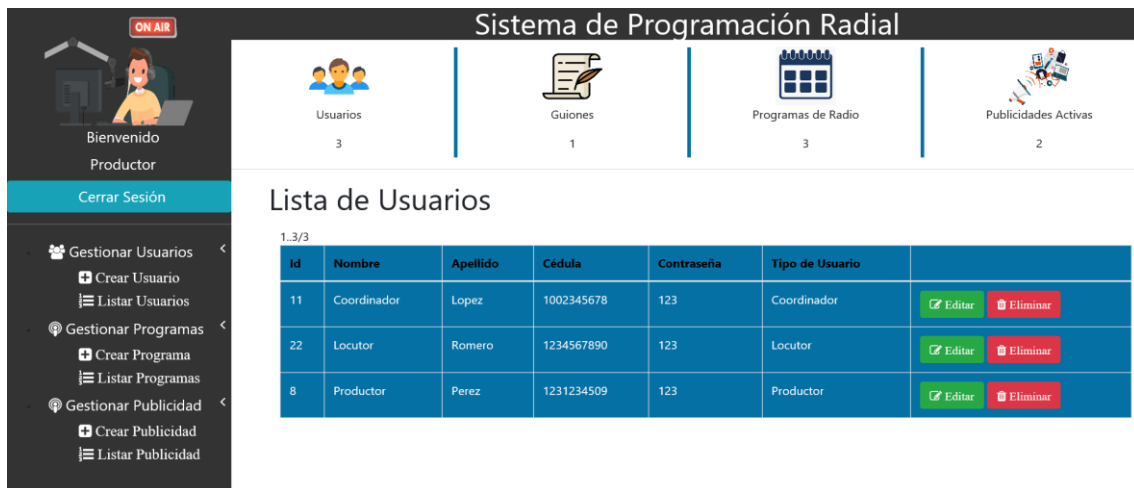 ON AIR
Bienvenido
Productor
Cerrar Sesión
Gestionar Usuarios
Crear Usuario
Listar Usuarios
Gestionar Programas
Crear Programa
Listar Programas
Gestionar Publicidad
Crear Publicidad
Listar Publicidad
Sistema de Programación Radial
Usuarios Guiones Programas de Radio Publicidades Activas
3 1 3 2
Lista de Usuarios
1..3/3
Id Nombre Apellido Cédula Contraseña Tipo de Usuario
11 Coordinador Lopez 1002345678 123 Coordinador Editar Eliminar
22 Locutor Romero 1234567890 123 Locutor Editar Eliminar
8 Productor Perez 1231234509 123 Productor Editar Eliminar